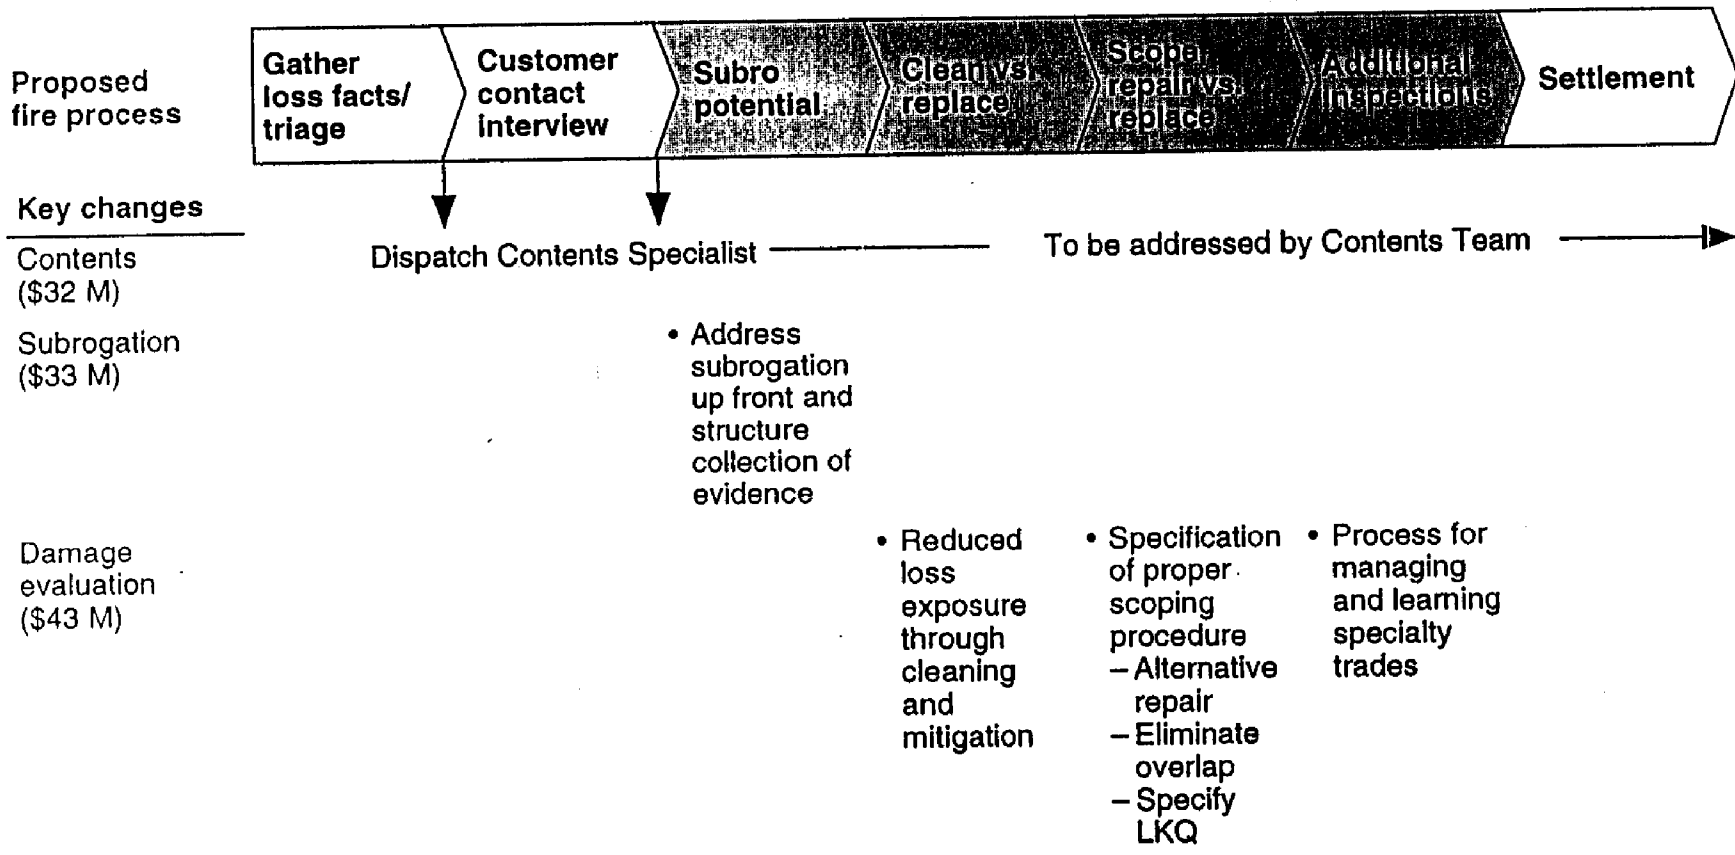 Proposed
fire process
Gather
loss facts/
triage
Customer
contact
interview
Subro
potential
Clean vs.
replace
Scope/
repair vs.
replace
Additional
inspections
Settlement
Key changes
Contents
($32 M)
Dispatch Contents Specialist
To be addressed by Contents Team
Subrogation
($33 M)
• Address
subrogation
up front and
structure
collection of
evidence
Damage
evaluation
($43 M)
• Reduced
loss
exposure
through
cleaning
and
mitigation
• Specification
of proper
scoping
procedure
– Alternative
repair
– Eliminate
overlap
– Specify
LKQ
• Process for
managing
and learning
specialty
trades